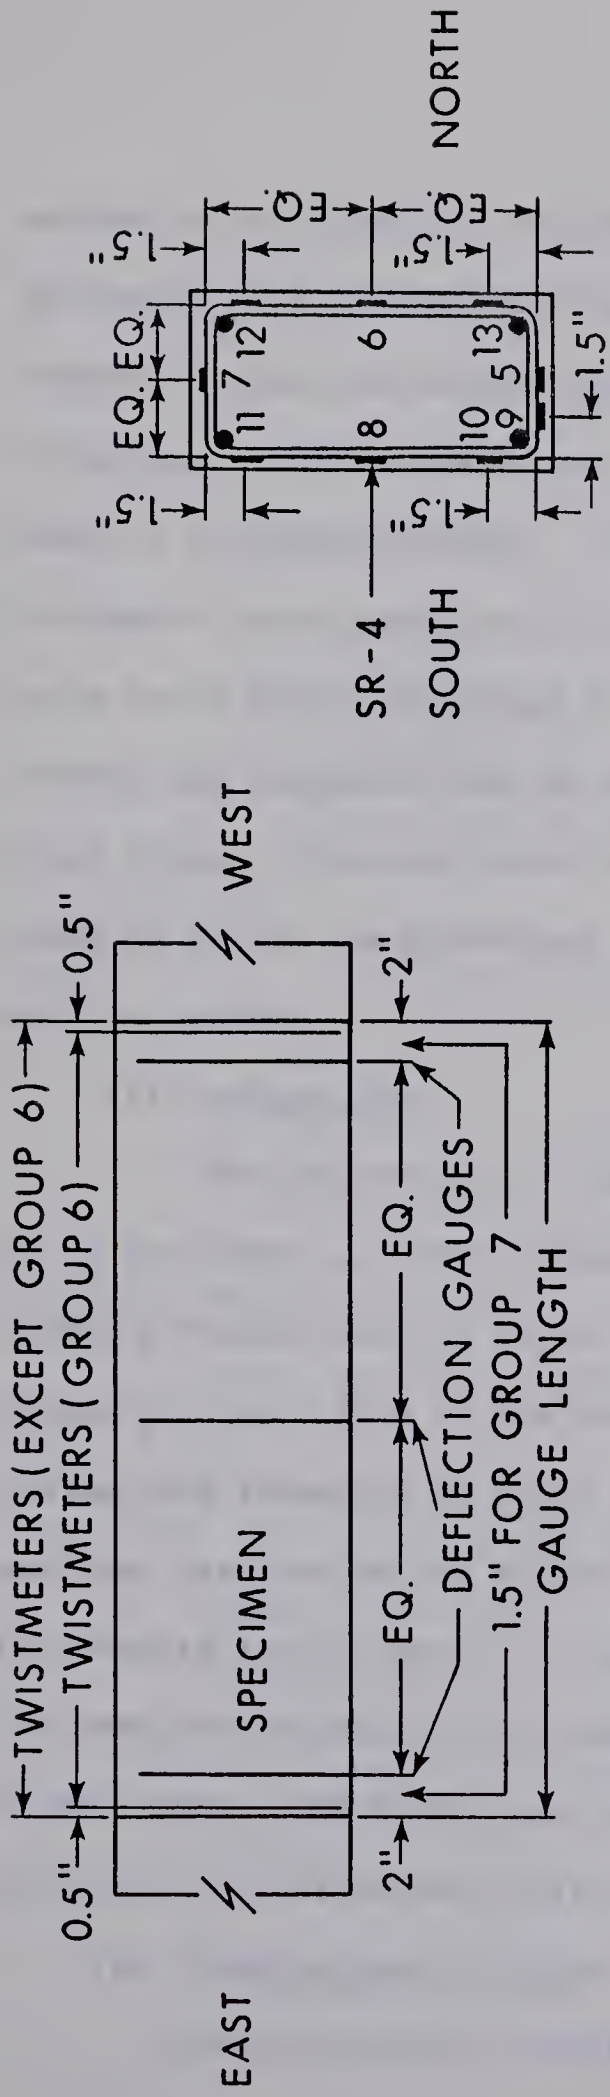 TWISTMETERS (EXCEPT GROUP 6)
TWISTMETERS (GROUP 6)
0.5"
0.5"
EAST
SPECIMEN
WEST
2"
EQ.
EQ.
2"
DEFLECTION GAUGES
1.5" FOR GROUP 7
GAUGE LENGTH
EQ. EQ.
1.5"
1.5"
11 7 12
EQ.
SR-4
8 6
SOUTH
NORTH
EQ.
1.5"
10 13
9 5
1.5"
1.5"